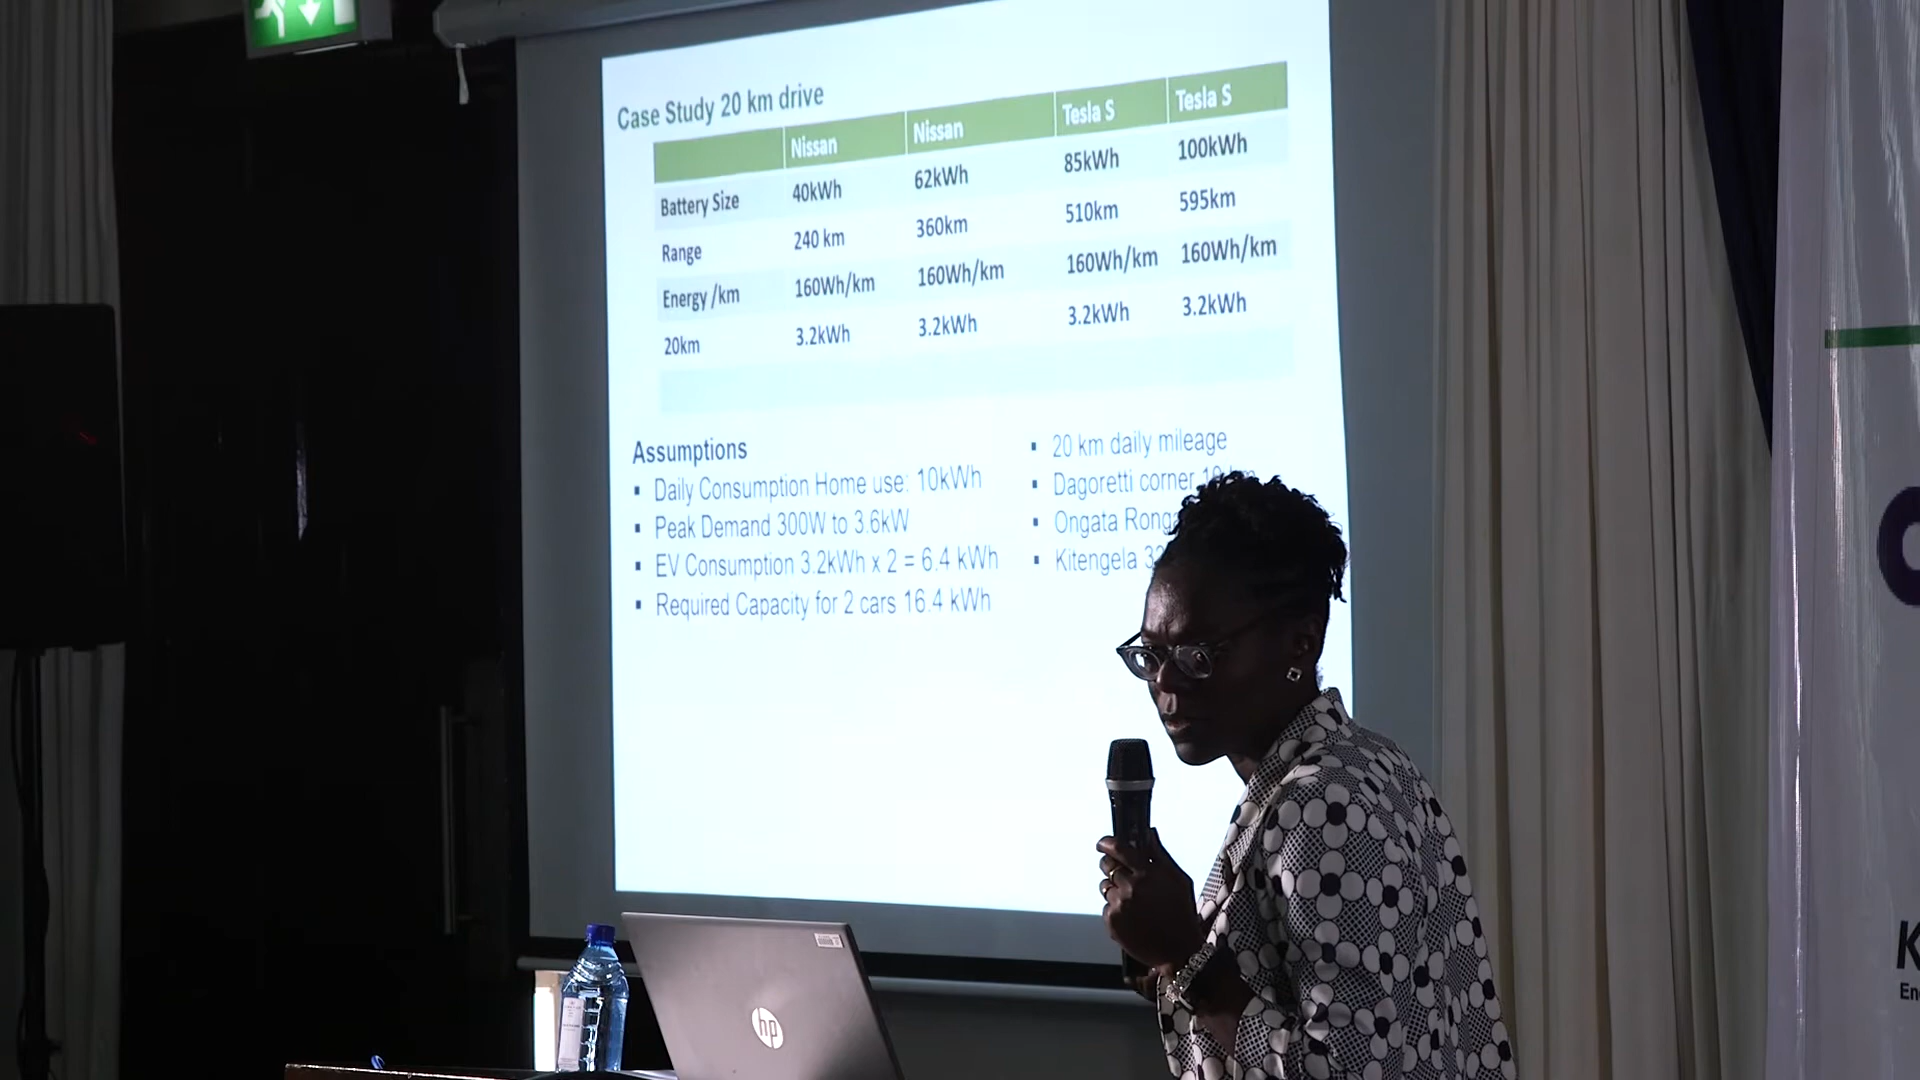 Case Study 20 km drive
Nissan Nissan Tesla S Tesla S
Battery Size 40kWh 62kWh 85kWh 100kWh
Range 240 km 360km 510km 595km
Energy /km 160Wh/km 160Wh/km 160Wh/km 160Wh/km
20km 3.2kWh 3.2kWh 3.2kWh 3.2kWh
Assumptions
▪ Daily Consumption Home use: 10kWh
▪ Peak Demand 300W to 3.6kW
▪ EV Consumption 3.2kWh x 2 = 6.4 kWh
▪ Required Capacity for 2 cars 16.4 kWh
▪ 20 km daily mileage
▪ Dagoretti corner
▪ Ongata
▪ Kitengela
hp